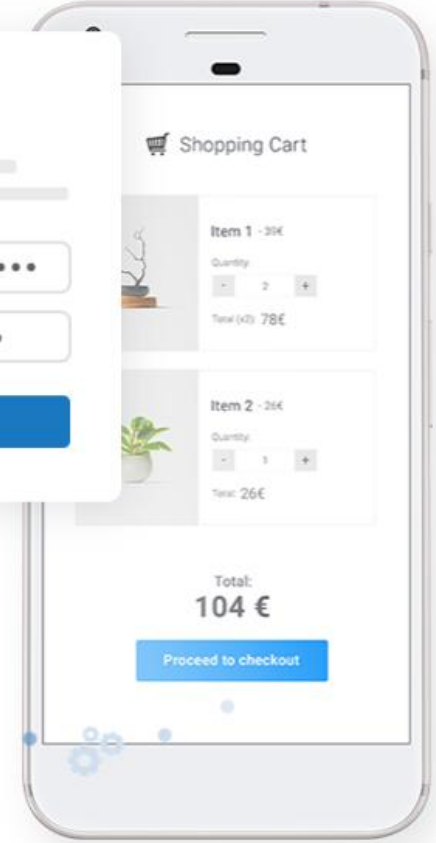 Shopping Cart
Item 1 - 39€
Quantity:
- 2 +
Total (x2): 78€
Item 2 - 26€
Quantity:
- 1 +
Total: 26€
Total:
104 €
Proceed to checkout